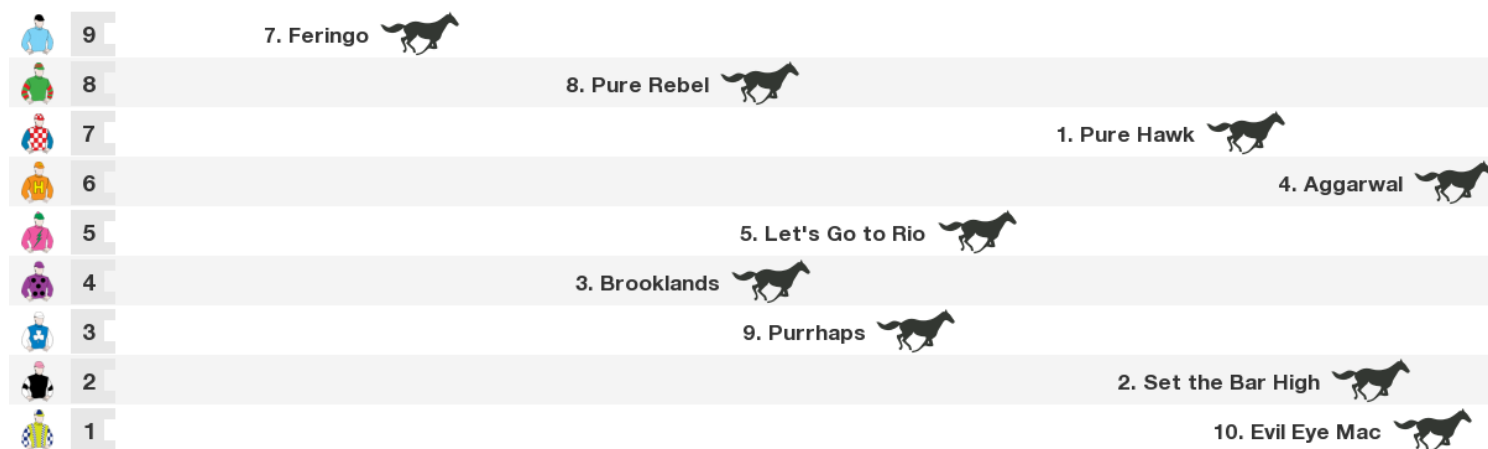 9 7. Feringo
8 8. Pure Rebel
7 1. Pure Hawk
6 H 4. Aggarwal
5 5. Let's Go to Rio
4 3. Brooklands
3 9. Purrhaps
2 2. Set the Bar High
1 10. Evil Eye Mac